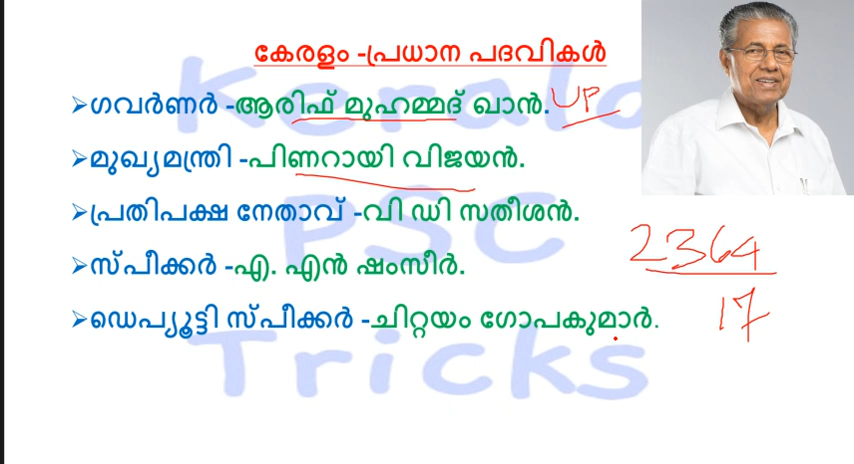 കേരളം -പ്രധാന പദവികൾ
➢ഗവർണർ -ആരിഫ് മുഹമ്മദ് ഖാൻ. UP
➢മുഖ്യമന്ത്രി -പിണറായി വിജയൻ.
➢പ്രതിപക്ഷ നേതാവ് -വി ഡി സതീശൻ.
➢സ്പീക്കർ -എ. എൻ ഷംസീർ.
➢ഡെപ്യൂട്ടി സ്പീക്കർ -ചിറ്റയം ഗോപകുമാർ.
2364
17
Kerala
PSC
Tricks